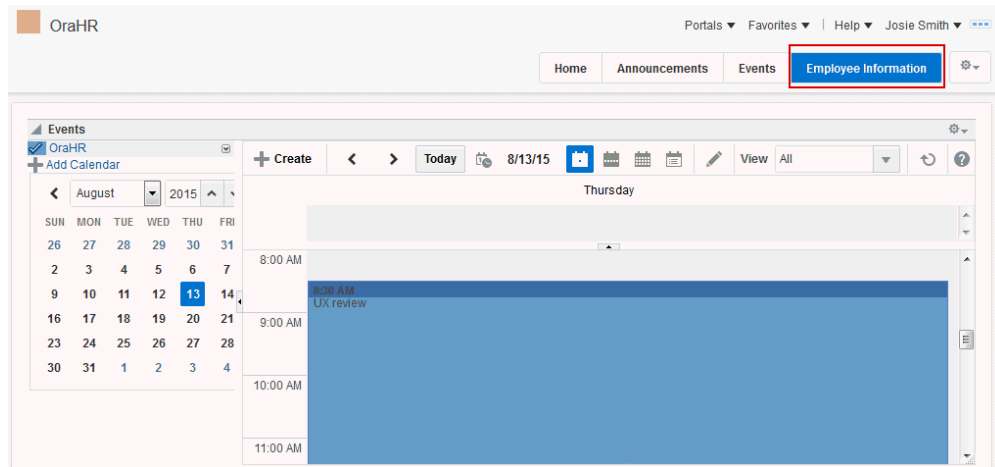 OraHR
Portals Favorites | Help Josie Smith
Home Announcements Events Employee Information
Events
OraHR
Add Calendar
Create Today 8/13/15 View All
August 2015
Thursday
SUN MON TUE WED THU FRI
26 27 28 29 30 31
2 3 4 5 6 7
9 10 11 12 13 14
16 17 18 19 20 21
23 24 25 26 27 28
30 31 1 2 3 4
8:00 AM
8:30 AM
UX review
9:00 AM
10:00 AM
11:00 AM